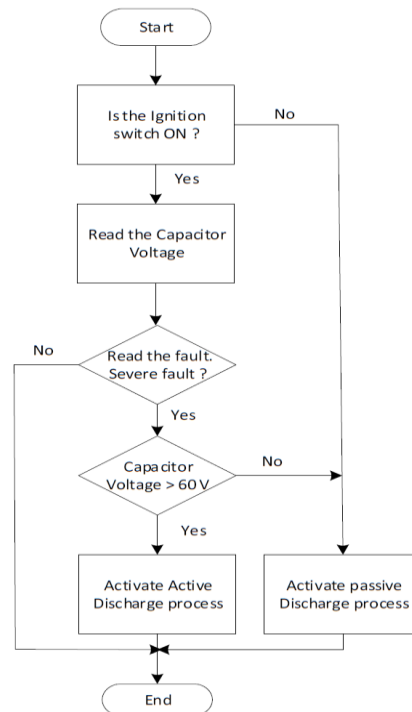 Start
Is the Ignition
switch ON ?
No
Yes
Read the Capacitor
Voltage
No
Read the fault.
Severe fault ?
Yes
Capacitor
Voltage > 60 V
No
Yes
Activate Active
Discharge process
Activate passive
Discharge process
End